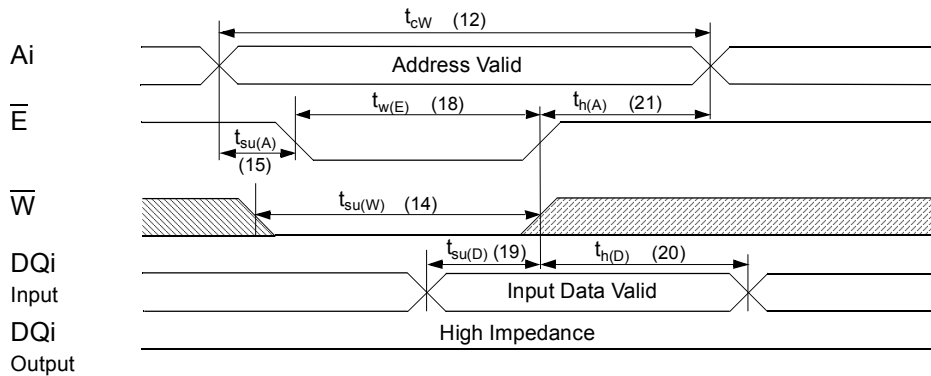 t_cW (12)
Ai
Address Valid
t_w(E) (18) t_h(A) (21)
E̅
t_su(A)
(15)
W̅
t_su(W) (14)
t_su(D) (19) t_h(D) (20)
DQi
Input
Input Data Valid
DQi
High Impedance
Output